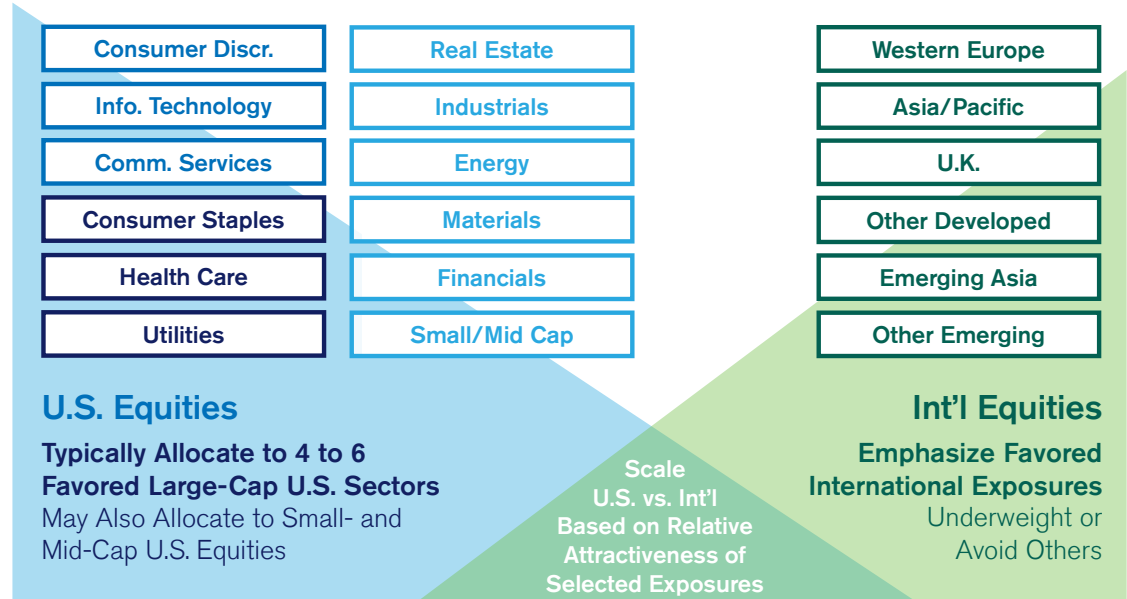 Consumer Discr.
Info. Technology
Comm. Services
Consumer Staples
Health Care
Utilities
Real Estate
Industrials
Energy
Materials
Financials
Small/Mid Cap
Western Europe
Asia/Pacific
U.K.
Other Developed
Emerging Asia
Other Emerging
U.S. Equities
Typically Allocate to 4 to 6
Favored Large-Cap U.S. Sectors
May Also Allocate to Small- and
Mid-Cap U.S. Equities
Scale
U.S. vs. Int'l
Based on Relative
Attractiveness of
Selected Exposures
Int'l Equities
Emphasize Favored
International Exposures
Underweight or
Avoid Others